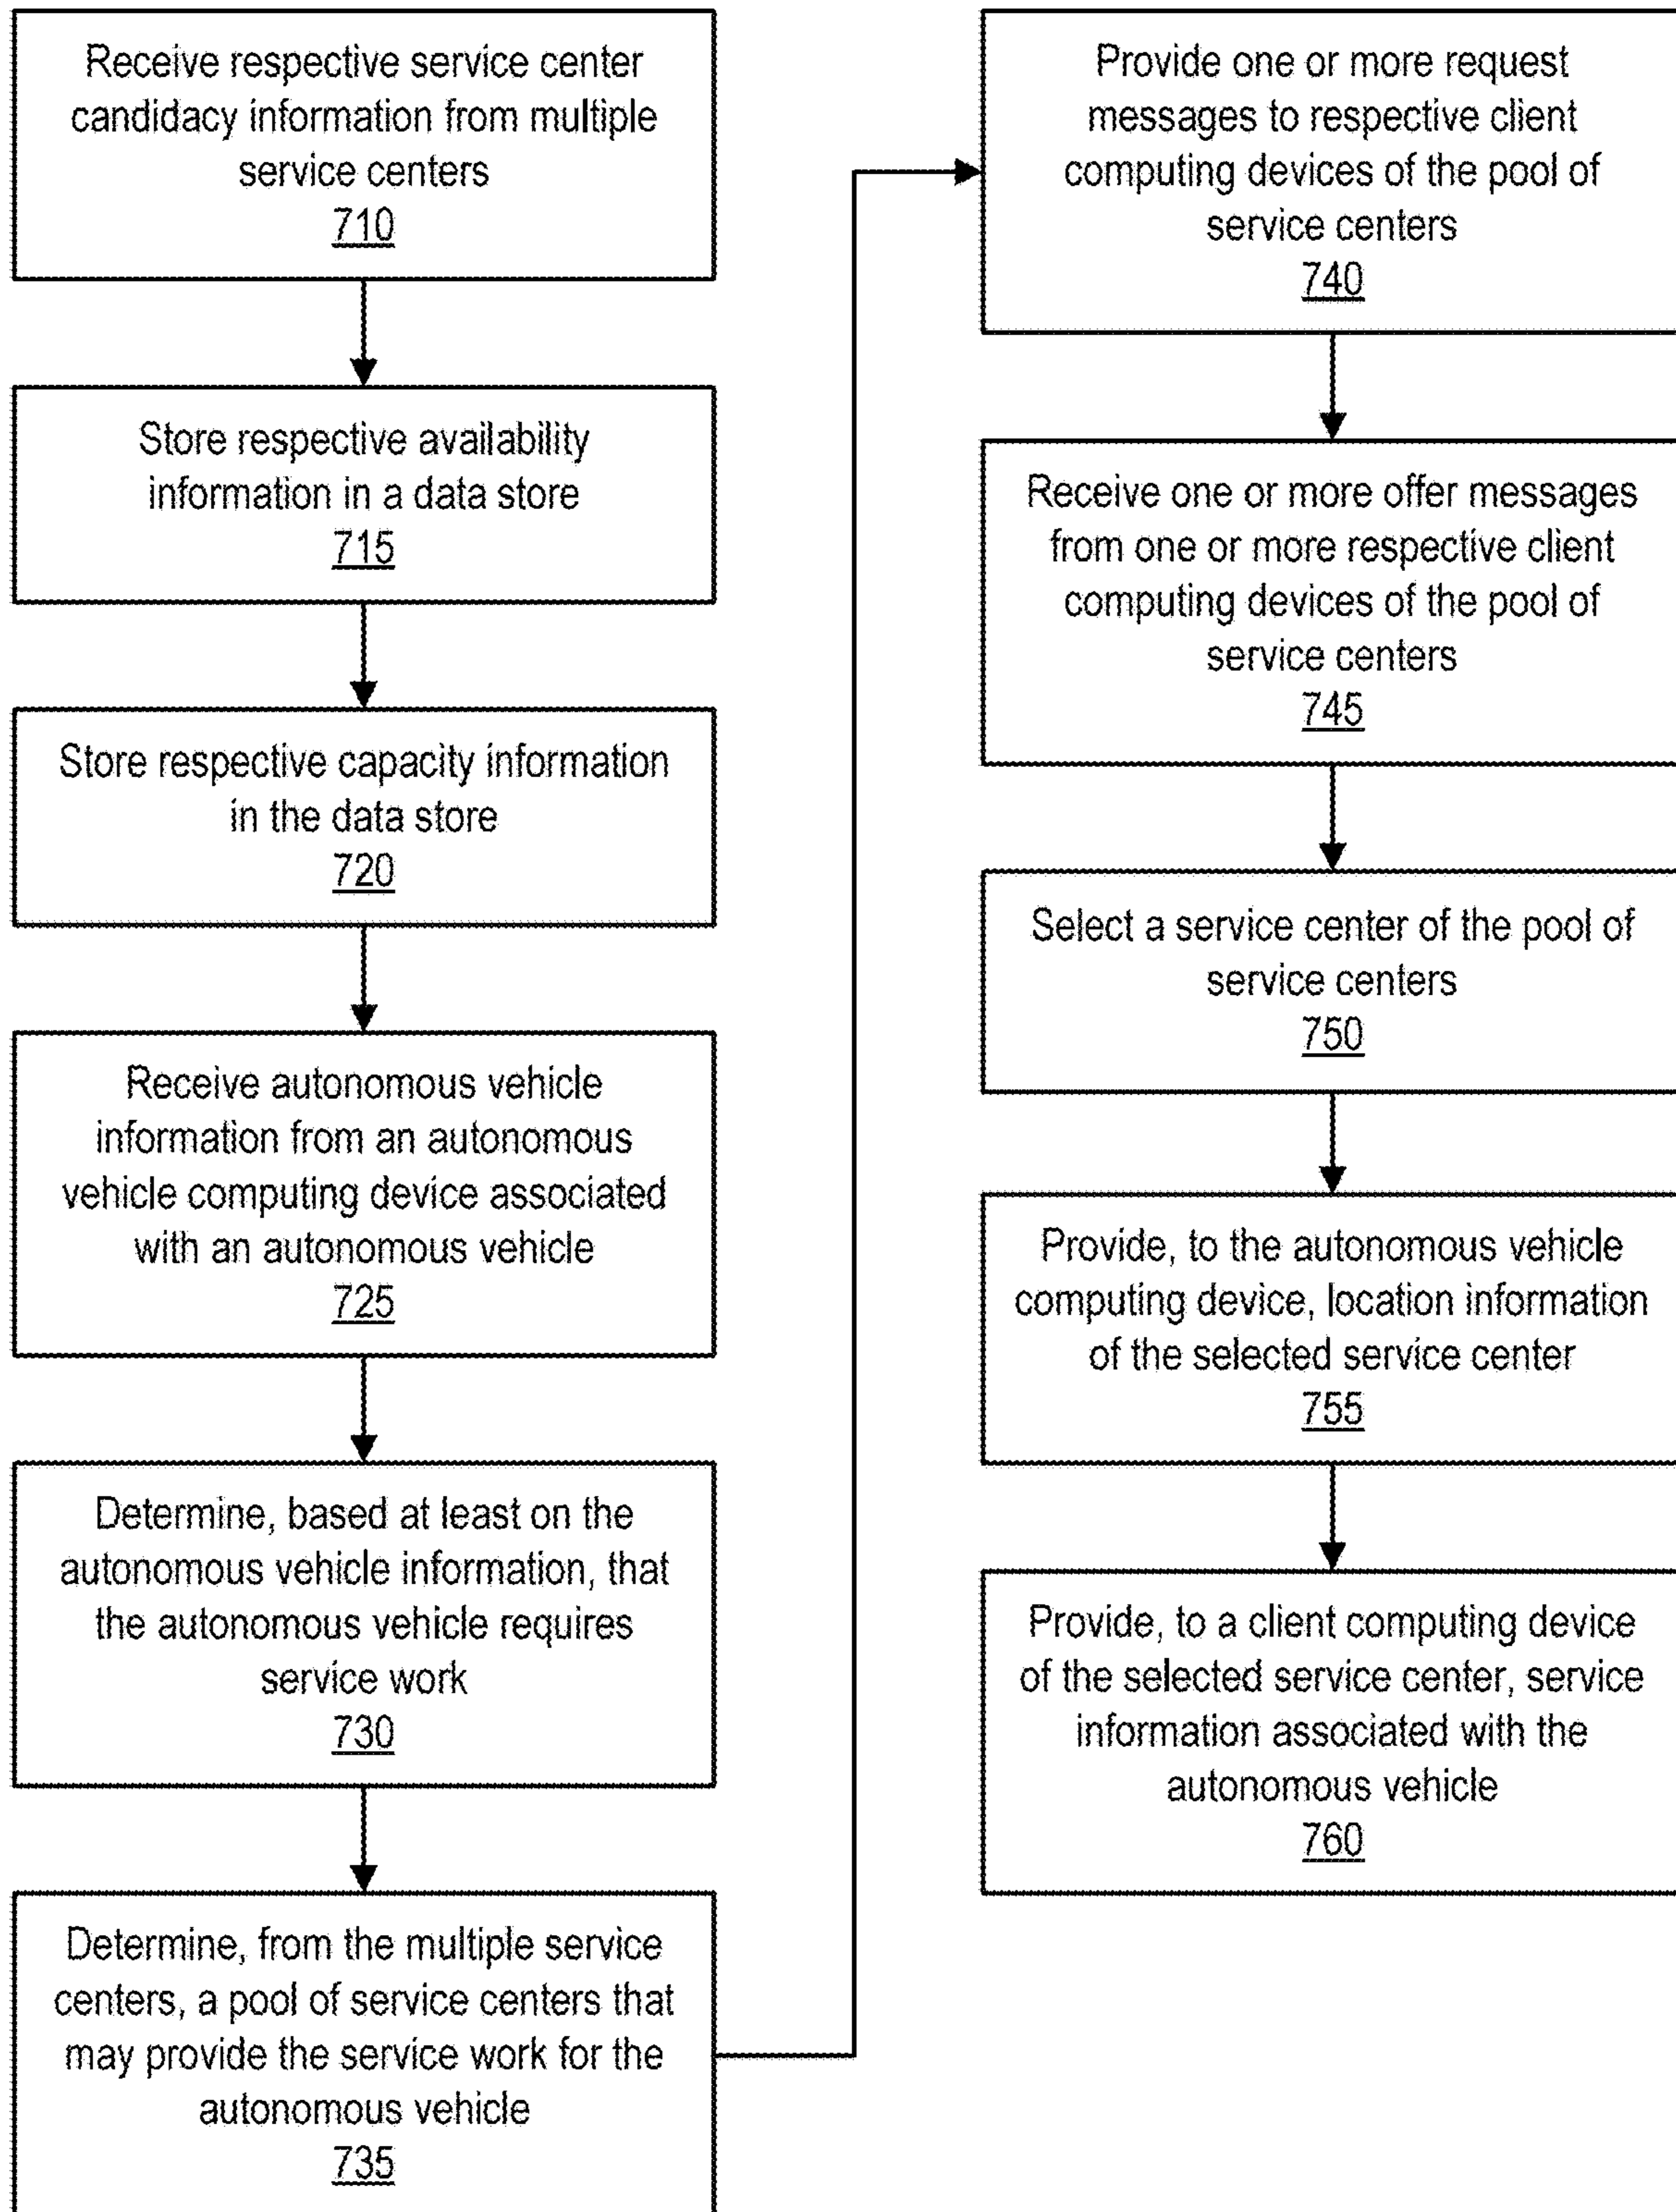 Receive respective service center
candidacy information from multiple
service centers
710
Store respective availability
information in a data store
715
Store respective capacity information
in the data store
720
Receive autonomous vehicle
information from an autonomous
vehicle computing device associated
with an autonomous vehicle
725
Determine, based at least on the
autonomous vehicle information, that
the autonomous vehicle requires
service work
730
Determine, from the multiple service
centers, a pool of service centers that
may provide the service work for the
autonomous vehicle
735
Provide one or more request
messages to respective client
computing devices of the pool of
service centers
740
Receive one or more offer messages
from one or more respective client
computing devices of the pool of
service centers
745
Select a service center of the pool of
service centers
750
Provide, to the autonomous vehicle
computing device, location information
of the selected service center
755
Provide, to a client computing device
of the selected service center, service
information associated with the
autonomous vehicle
760